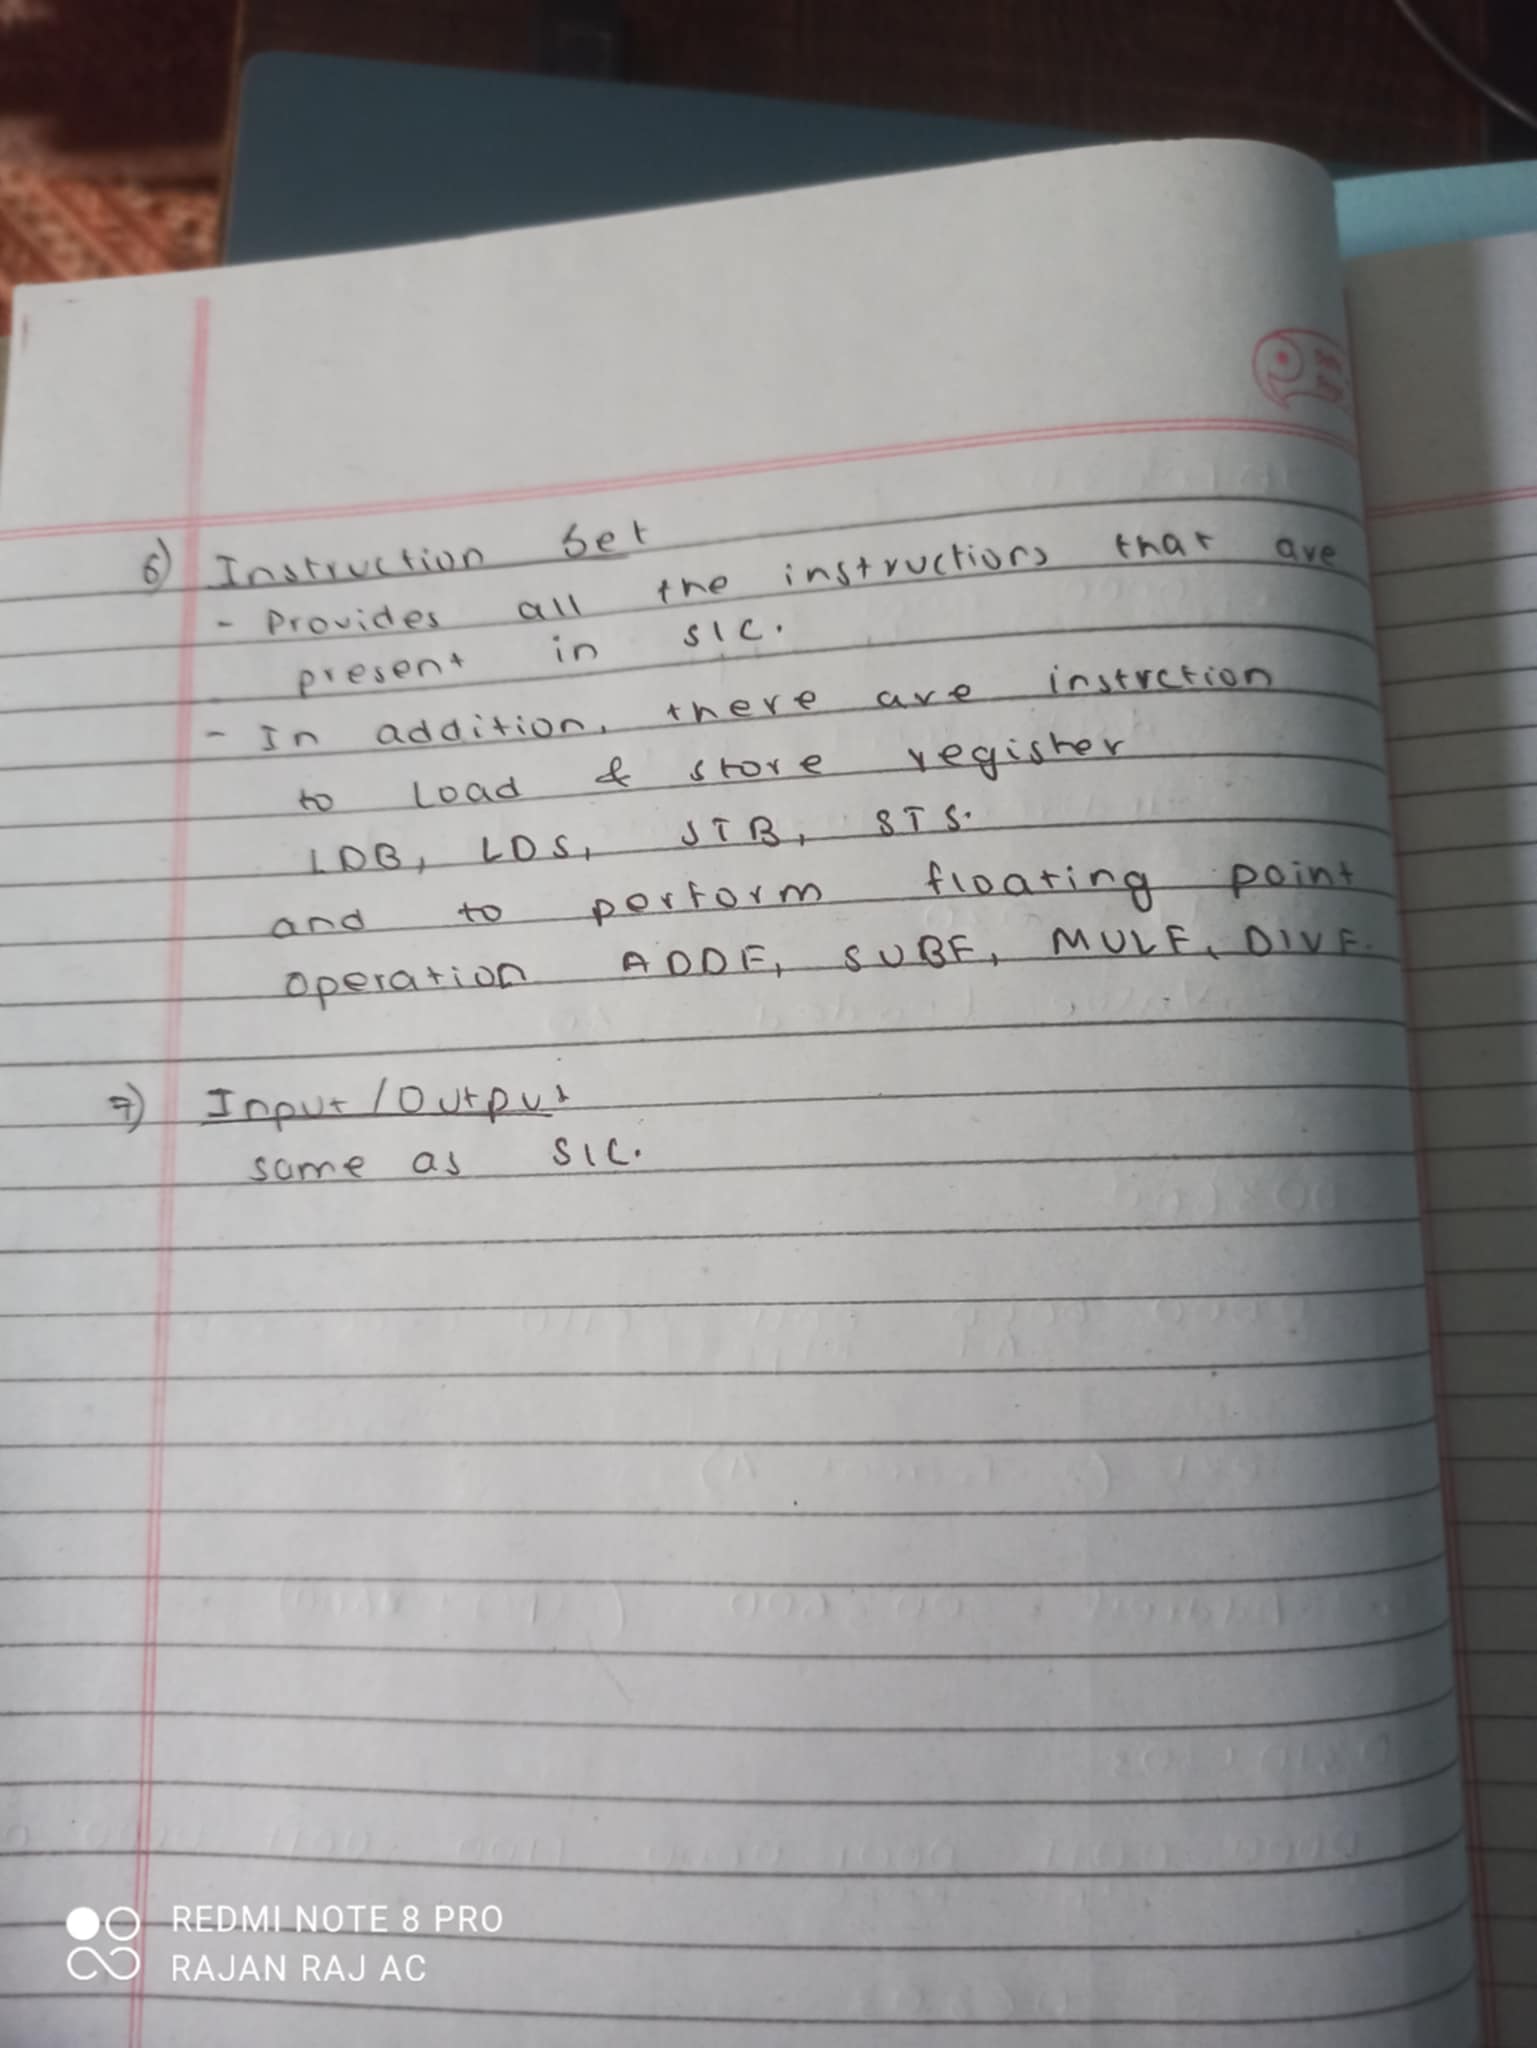 6) Instruction Set
- Provides all the instructions that are
present in SIC.
- In addition, there are instrction
to Load & store register
LDB, LDS, STB, STS.
and to perform floating point
operation ADDF, SUBF, MULF, DIVF.
7) Input / Output
same as SIC.
REDMI NOTE 8 PRO
RAJAN RAJ AC